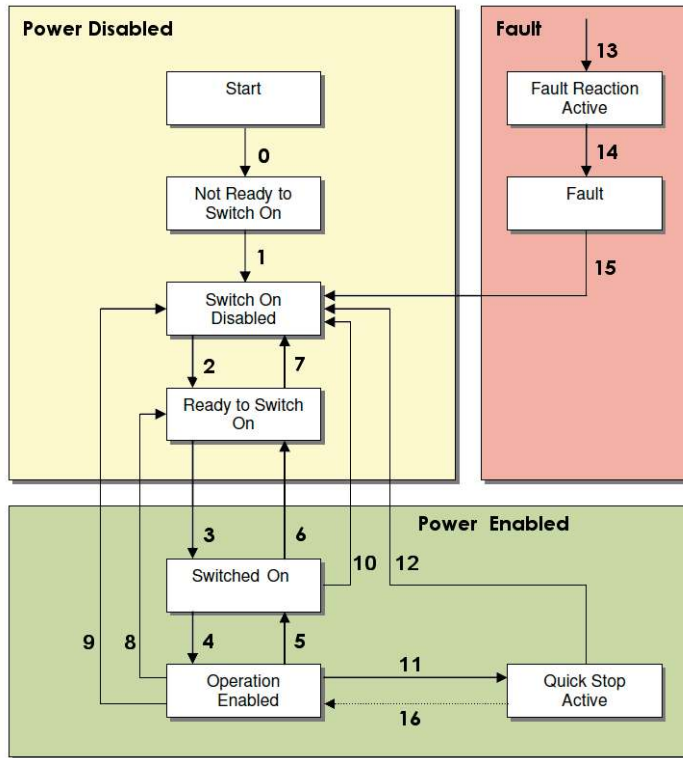 Power Disabled
Fault
13
Start
Fault Reaction
Active
0
14
Not Ready to
Switch On
Fault
1
15
Switch On
Disabled
2
7
Ready to Switch
On
Power Enabled
3
6
10
12
Switched On
9
8
4
5
11
Operation
Enabled
Quick Stop
Active
16